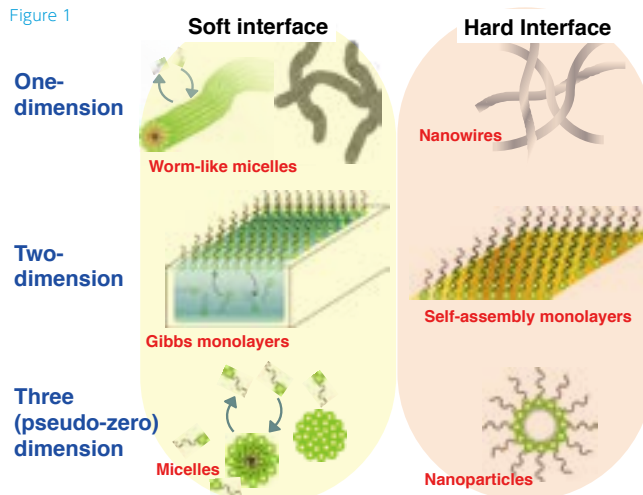 Figure 1
Soft interface
Hard Interface
One-
dimension
Worm-like micelles
Nanowires
Two-
dimension
Gibbs monolayers
Self-assembly monolayers
Three
(pseudo-zero)
dimension
Micelles
Nanoparticles